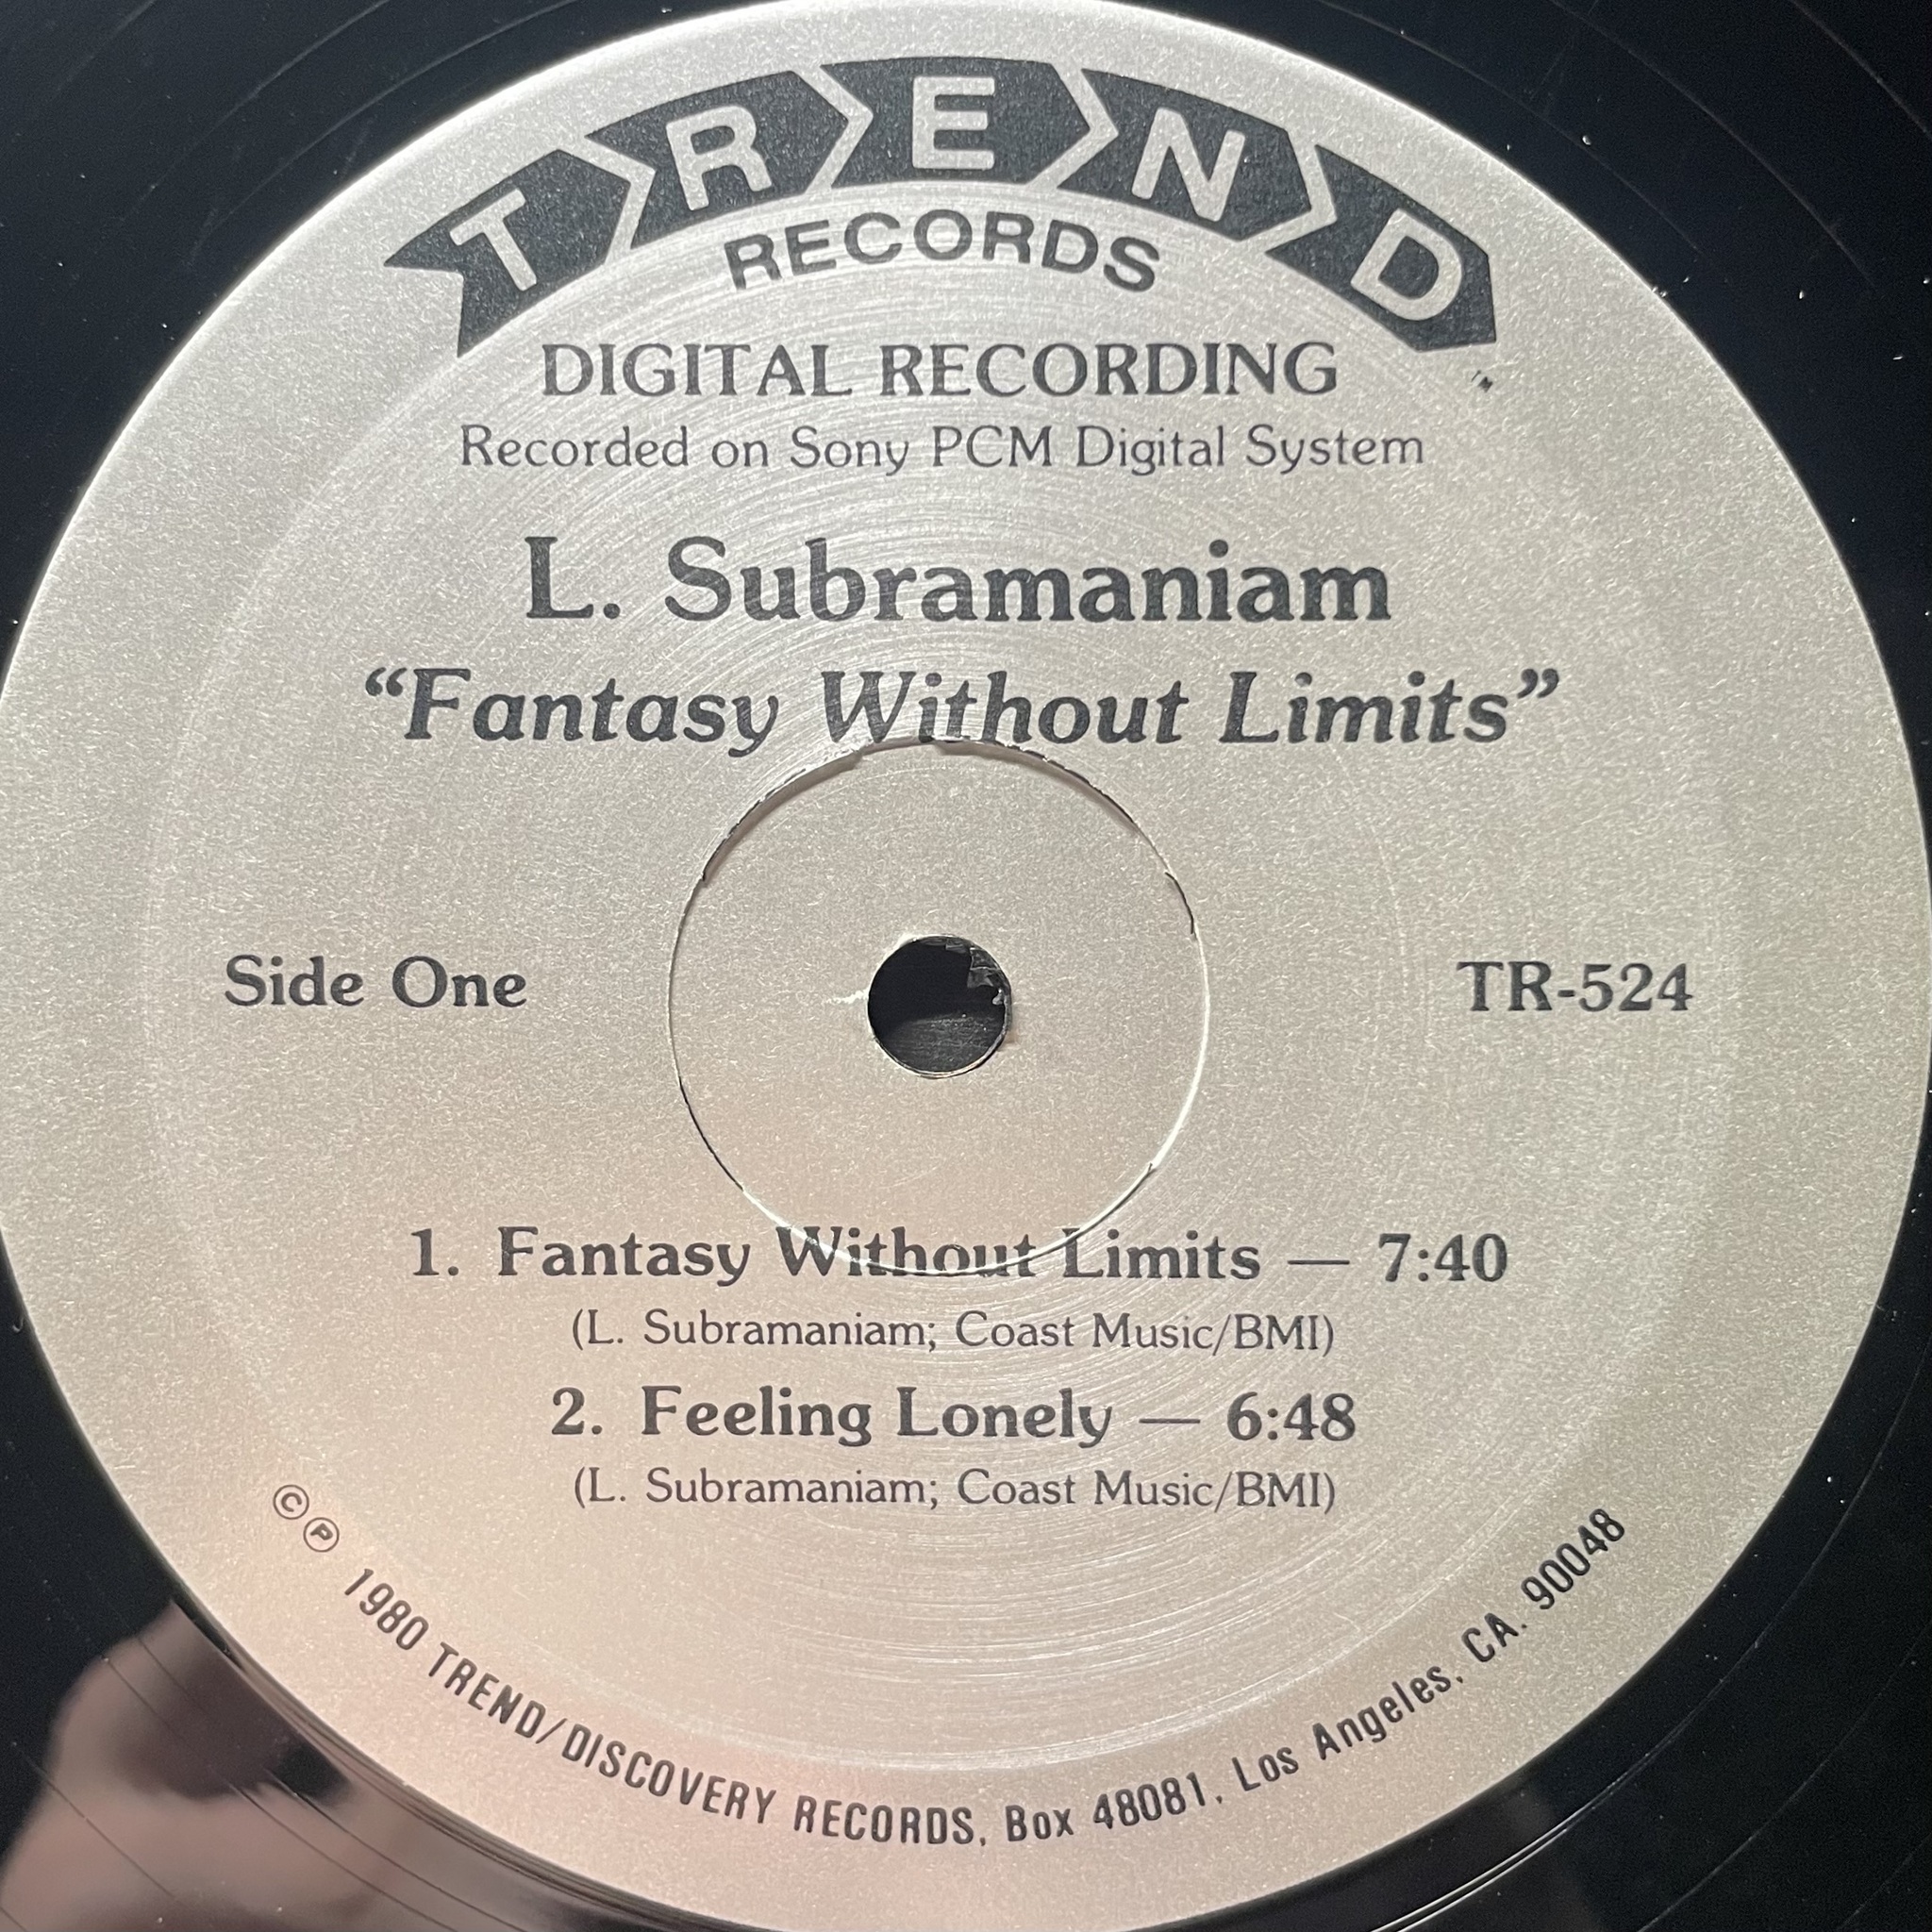 TREND
RECORDS
DIGITAL RECORDING
Recorded on Sony PCM Digital System
L. Subramaniam
“Fantasy Without Limits”
Side One
TR-524
1. Fantasy Without Limits — 7:40
(L. Subramaniam; Coast Music/BMI)
2. Feeling Lonely — 6:48
(L. Subramaniam; Coast Music/BMI)
©℗ 1980 TREND/DISCOVERY RECORDS, Box 48081, Los Angeles, CA. 90048